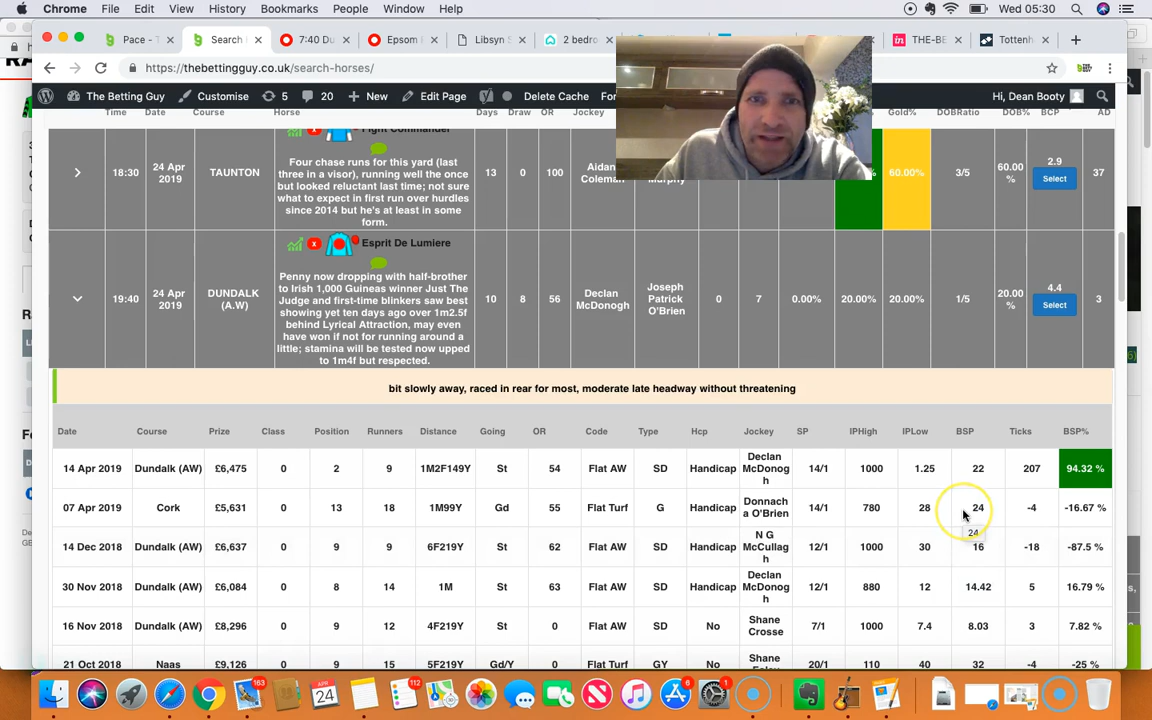 Chrome File Edit View History Bookmarks People Window Help Wed 05:30
Pace - T Search 7:40 Du Epsom Libsyn S 2 bedro THE-BE Tottenh
https://thebettingguy.co.uk/search-horses/
The Betting Guy Customise 5 20 New Edit Page Delete Cache Hi, Dean Booty
Time Date Course Horse Days Draw OR Jockey Gold% DOBRatio DOB% BCP AD
Fight Commander
18:30 24 Apr 2019 TAUNTON
Four chase runs for this yard (last
three in a visor), running well the once
but looked reluctant last time; not sure
what to expect in first run over hurdles
since 2014 but he's at least in some
form.
13 0 100 Aidan Coleman Murphy 60.00% 3/5 60.00 % 2.9 Select 37
Esprit De Lumiere
19:40 24 Apr 2019 DUNDALK (A.W)
Penny now dropping with half-brother
to Irish 1,000 Guineas winner Just The
Judge and first-time blinkers saw best
showing yet ten days ago over 1m2.5f
behind Lyrical Attraction, may even
have won if not for running around a
little; stamina will be tested now upped
to 1m4f but respected.
10 8 56 Declan McDonogh Joseph Patrick O'Brien 0 7 0.00% 20.00% 20.00% 1/5 20.00 % 4.4 Select 3
bit slowly away, raced in rear for most, moderate late headway without threatening
Date Course Prize Class Position Runners Distance Going OR Code Type Hcp Jockey SP IPHigh IPLow BSP Ticks BSP%
14 Apr 2019 Dundalk (AW) £6,475 0 2 9 1M2F149Y St 54 Flat AW SD Handicap Declan McDonog h 14/1 1000 1.25 22 207 94.32 %
07 Apr 2019 Cork £5,631 0 13 18 1M99Y Gd 55 Flat Turf G Handicap Donnach a O'Brien 14/1 780 28 24 -4 -16.67 %
24
14 Dec 2018 Dundalk (AW) £6,637 0 9 9 6F219Y St 62 Flat AW SD Handicap N G McCullag h 12/1 1000 30 16 -18 -87.5 %
30 Nov 2018 Dundalk (AW) £6,084 0 8 14 1M St 63 Flat AW SD Handicap Declan McDonog h 12/1 880 12 14.42 5 16.79 %
16 Nov 2018 Dundalk (AW) £8,296 0 9 12 4F219Y St 0 Flat AW SD No Shane Crosse 7/1 1000 7.4 8.03 3 7.82 %
21 Oct 2018 Naas £9,126 0 9 15 5F219Y Gd/Y 0 Flat Turf GY No Shane 20/1 110 40 32 -4 -25 %
APR 24 163 112 6 1